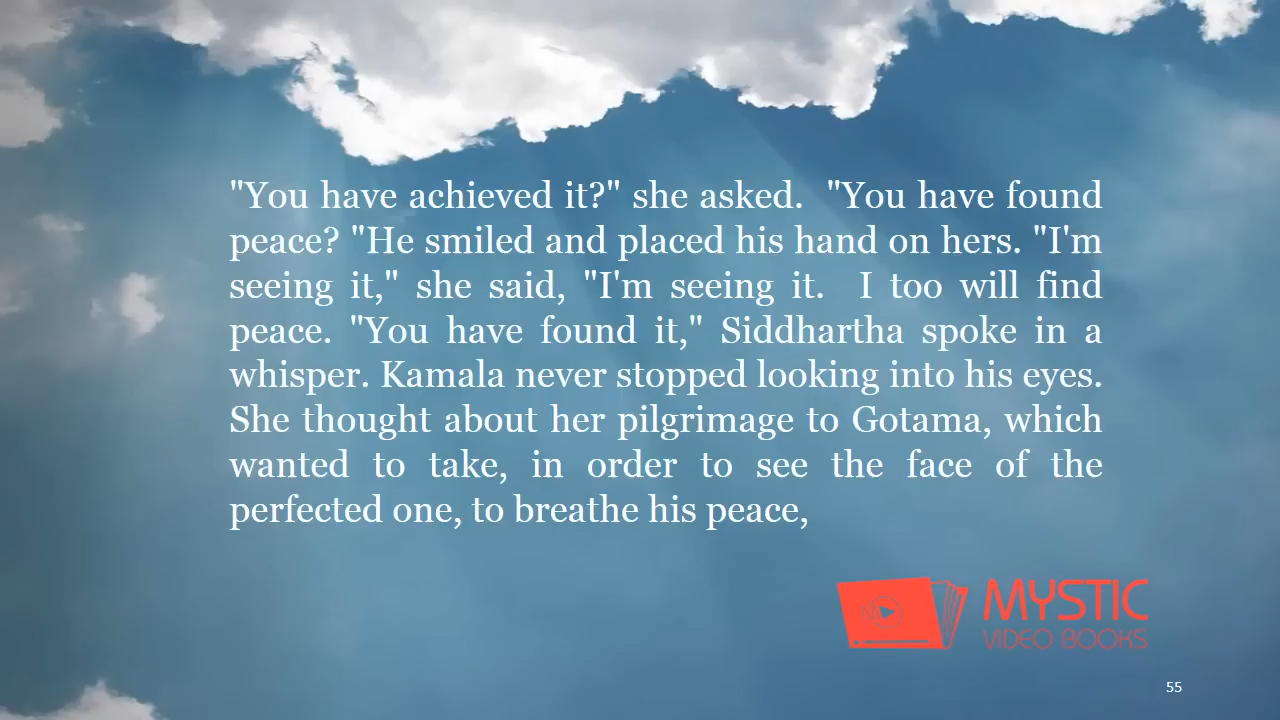 "You have achieved it?" she asked.  "You have found
peace? "He smiled and placed his hand on hers. "I'm
seeing it," she said, "I'm seeing it.  I too will find
peace. "You have found it," Siddhartha spoke in a
whisper. Kamala never stopped looking into his eyes.
She thought about her pilgrimage to Gotama, which
wanted to take, in order to see the face of the
perfected one, to breathe his peace,
MYSTIC
VIDEO BOOKS
55